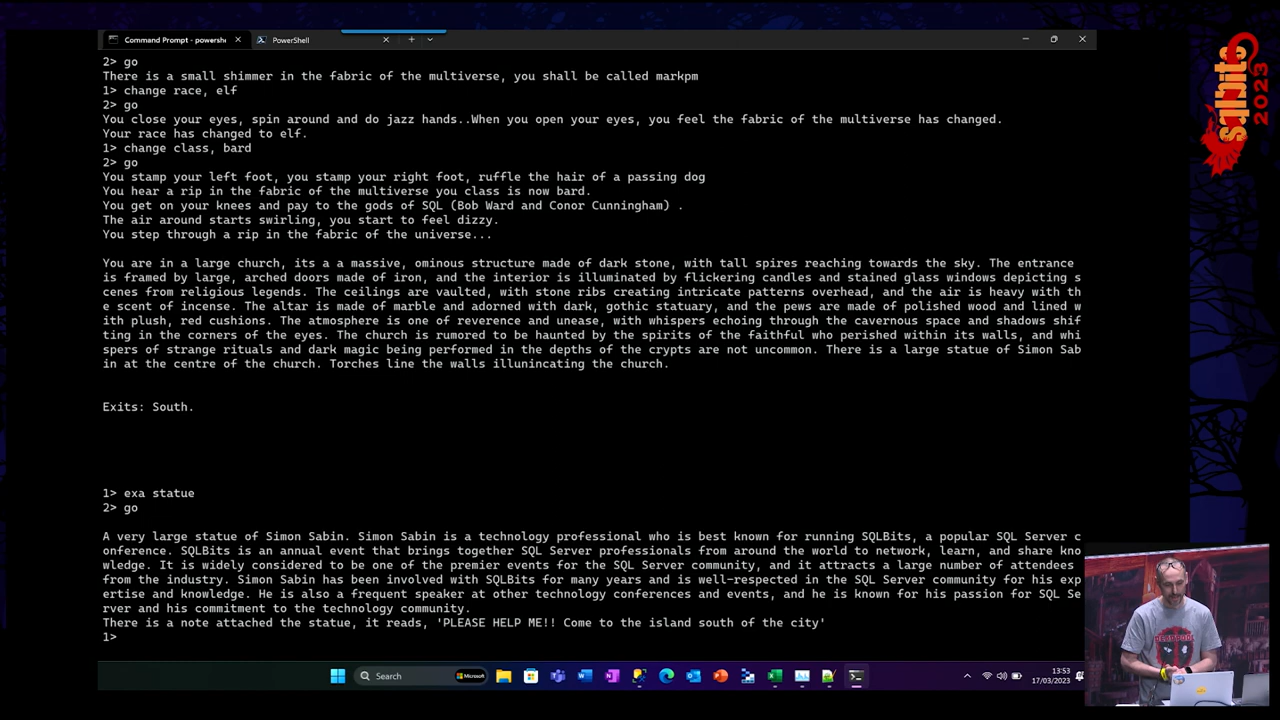 Command Prompt - powershe
PowerShell
2> go
There is a small shimmer in the fabric of the multiverse, you shall be called markpm
1> change race, elf
2> go
You close your eyes, spin around and do jazz hands..When you open your eyes, you feel the fabric of the multiverse has changed.
Your race has changed to elf.
1> change class, bard
2> go
You stamp your left foot, you stamp your right foot, ruffle the hair of a passing dog
You hear a rip in the fabric of the multiverse you class is now bard.
You get on your knees and pay to the gods of SQL (Bob Ward and Conor Cunningham) .
The air around starts swirling, you start to feel dizzy.
You step through a rip in the fabric of the universe...
You are in a large church, its a a massive, ominous structure made of dark stone, with tall spires reaching towards the sky. The entrance
is framed by large, arched doors made of iron, and the interior is illuminated by flickering candles and stained glass windows depicting s
cenes from religious legends. The ceilings are vaulted, with stone ribs creating intricate patterns overhead, and the air is heavy with th
e scent of incense. The altar is made of marble and adorned with dark, gothic statuary, and the pews are made of polished wood and lined w
ith plush, red cushions. The atmosphere is one of reverence and unease, with whispers echoing through the cavernous space and shadows shif
ting in the corners of the eyes. The church is rumored to be haunted by the spirits of the faithful who perished within its walls, and whi
spers of strange rituals and dark magic being performed in the depths of the crypts are not uncommon. There is a large statue of Simon Sab
in at the centre of the church. Torches line the walls illunincating the church.
Exits: South.
1> exa statue
2> go
A very large statue of Simon Sabin. Simon Sabin is a technology professional who is best known for running SQLBits, a popular SQL Server c
onference. SQLBits is an annual event that brings together SQL Server professionals from around the world to network, learn, and share kno
wledge. It is widely considered to be one of the premier events for the SQL Server community, and it attracts a large number of attendees
from the industry. Simon Sabin has been involved with SQLBits for many years and is well-respected in the SQL Server community for his exp
ertise and knowledge. He is also a frequent speaker at other technology conferences and events, and he is known for his passion for SQL Se
rver and his commitment to the technology community.
There is a note attached the statue, it reads, 'PLEASE HELP ME!! Come to the island south of the city'
1>
Search
Microsoft
13:53
17/03/2023
sqlbits
2023
DEADPOOL